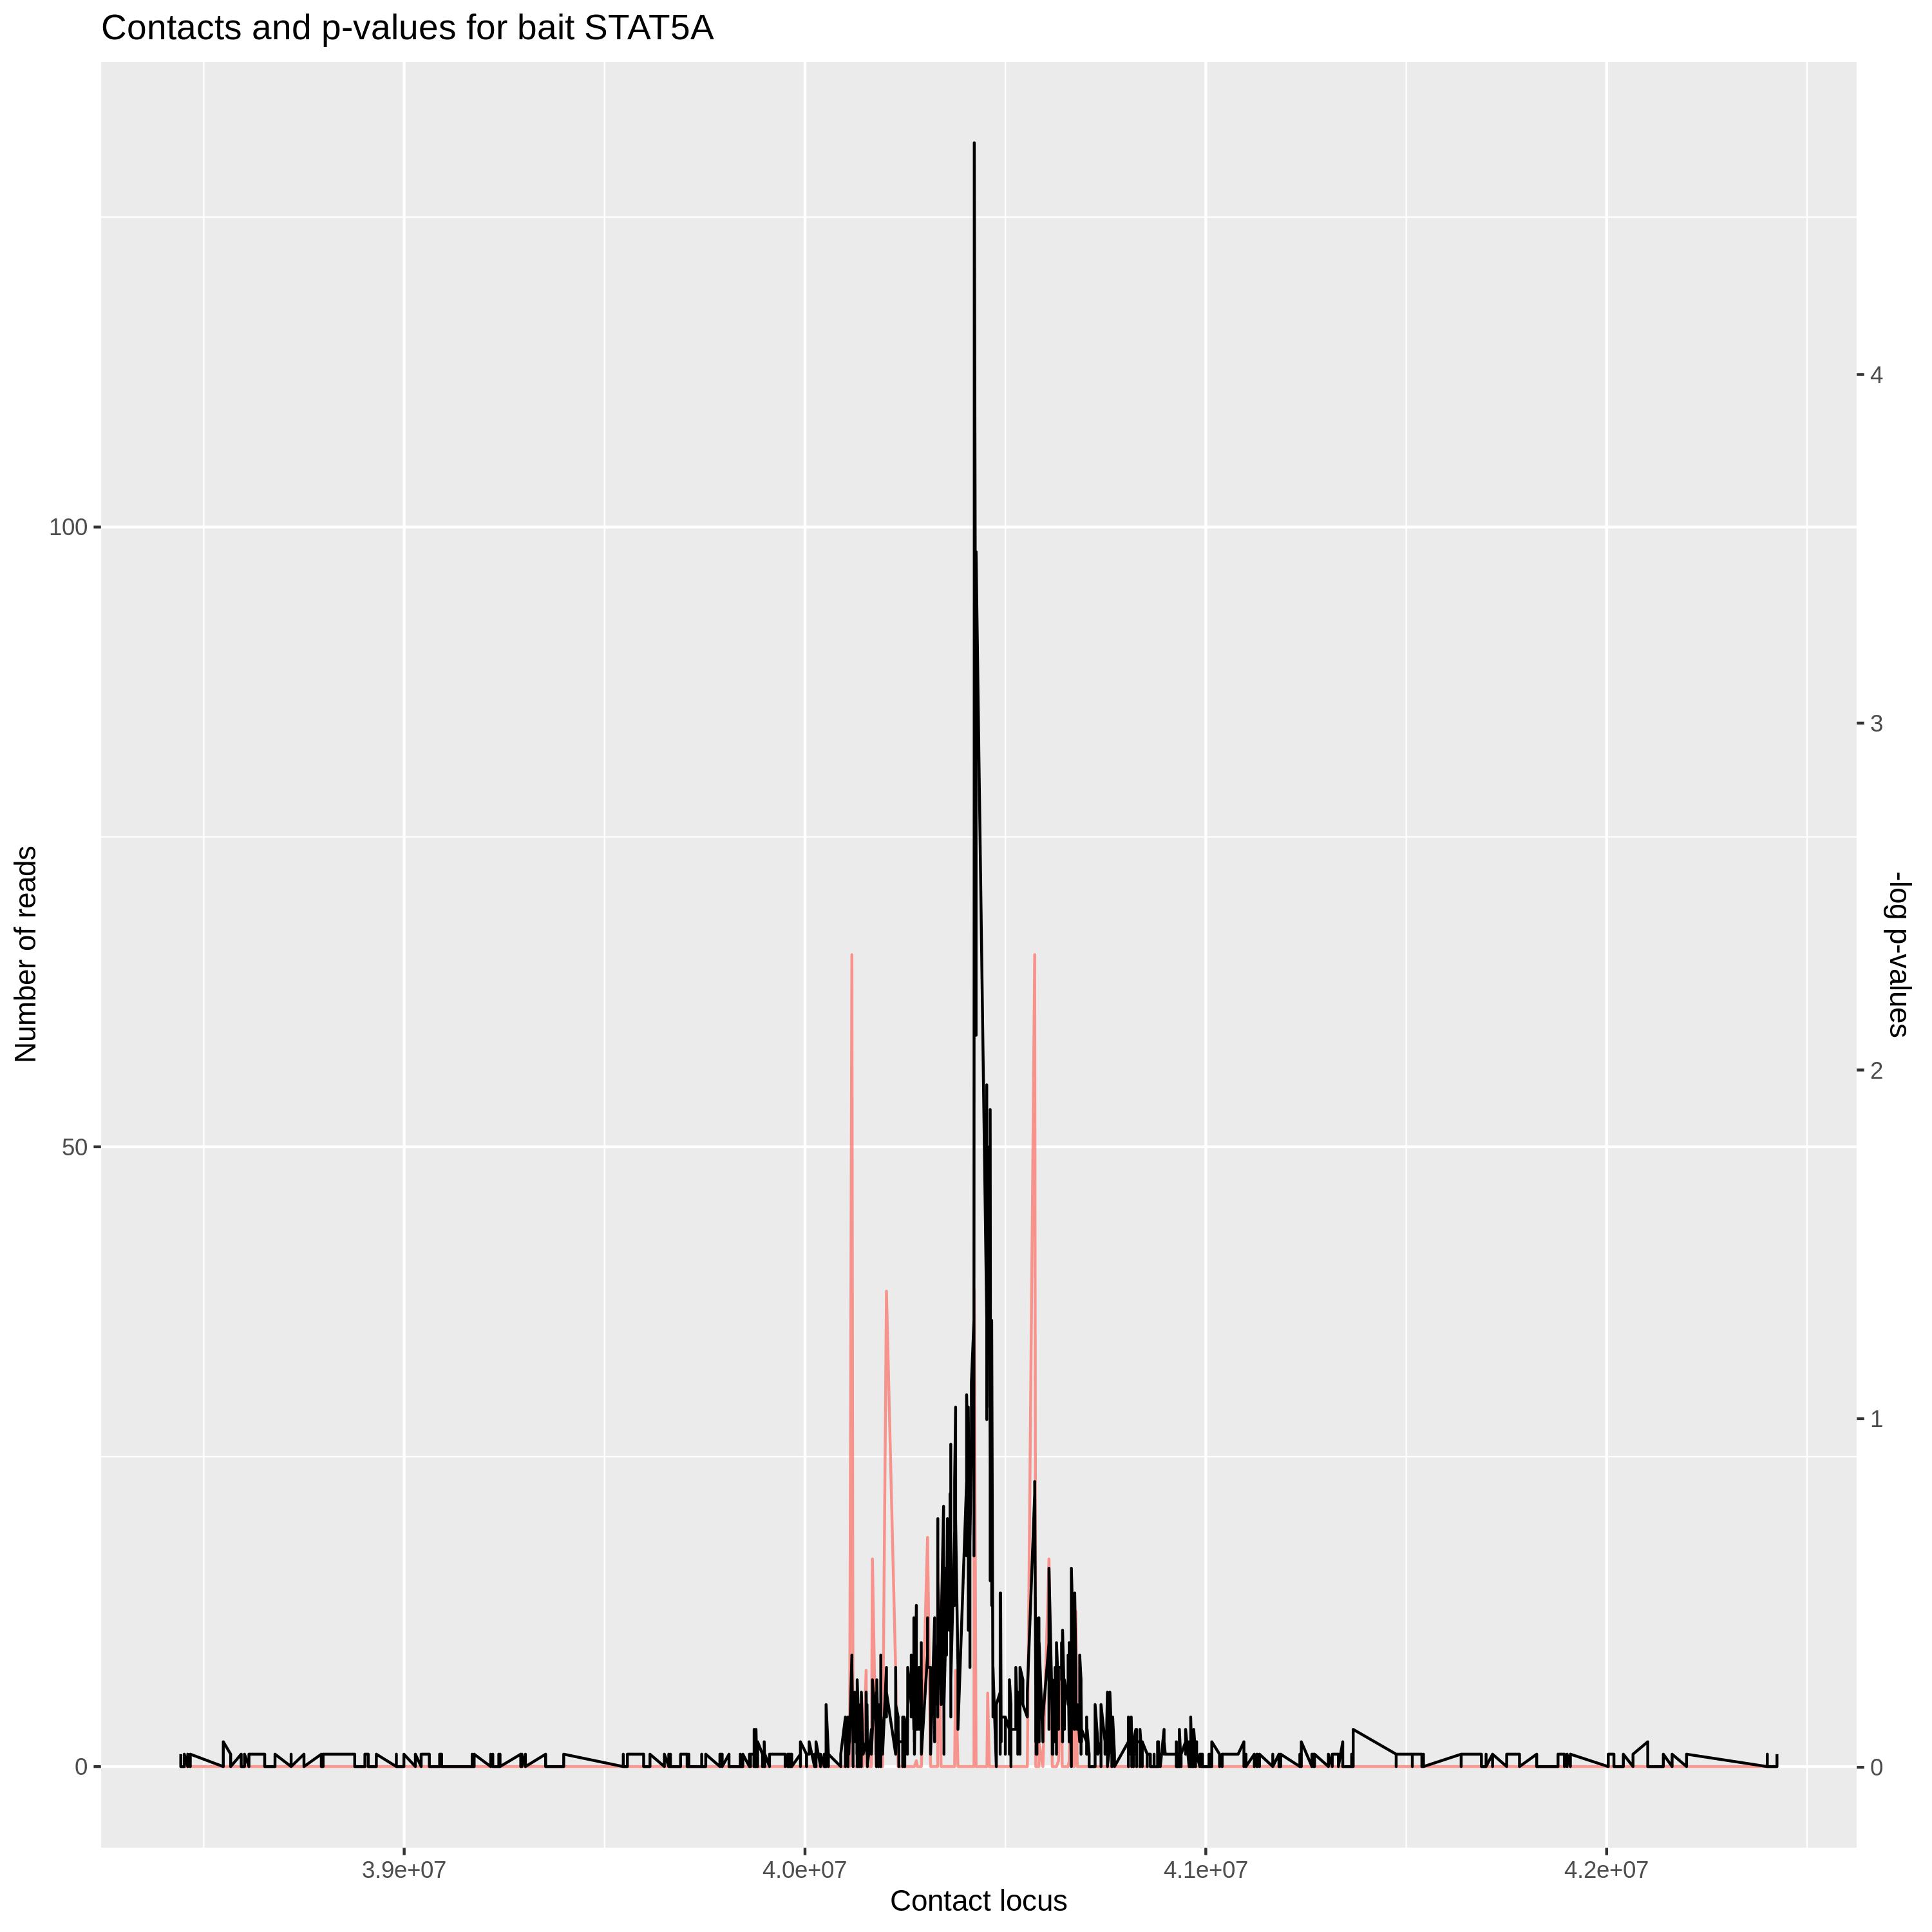 Contacts and p-values for bait STAT5A
Number of reads
100
50
0
-log p-values
4
3
2
1
0
3.9e+07
4.0e+07
4.1e+07
4.2e+07
Contact locus